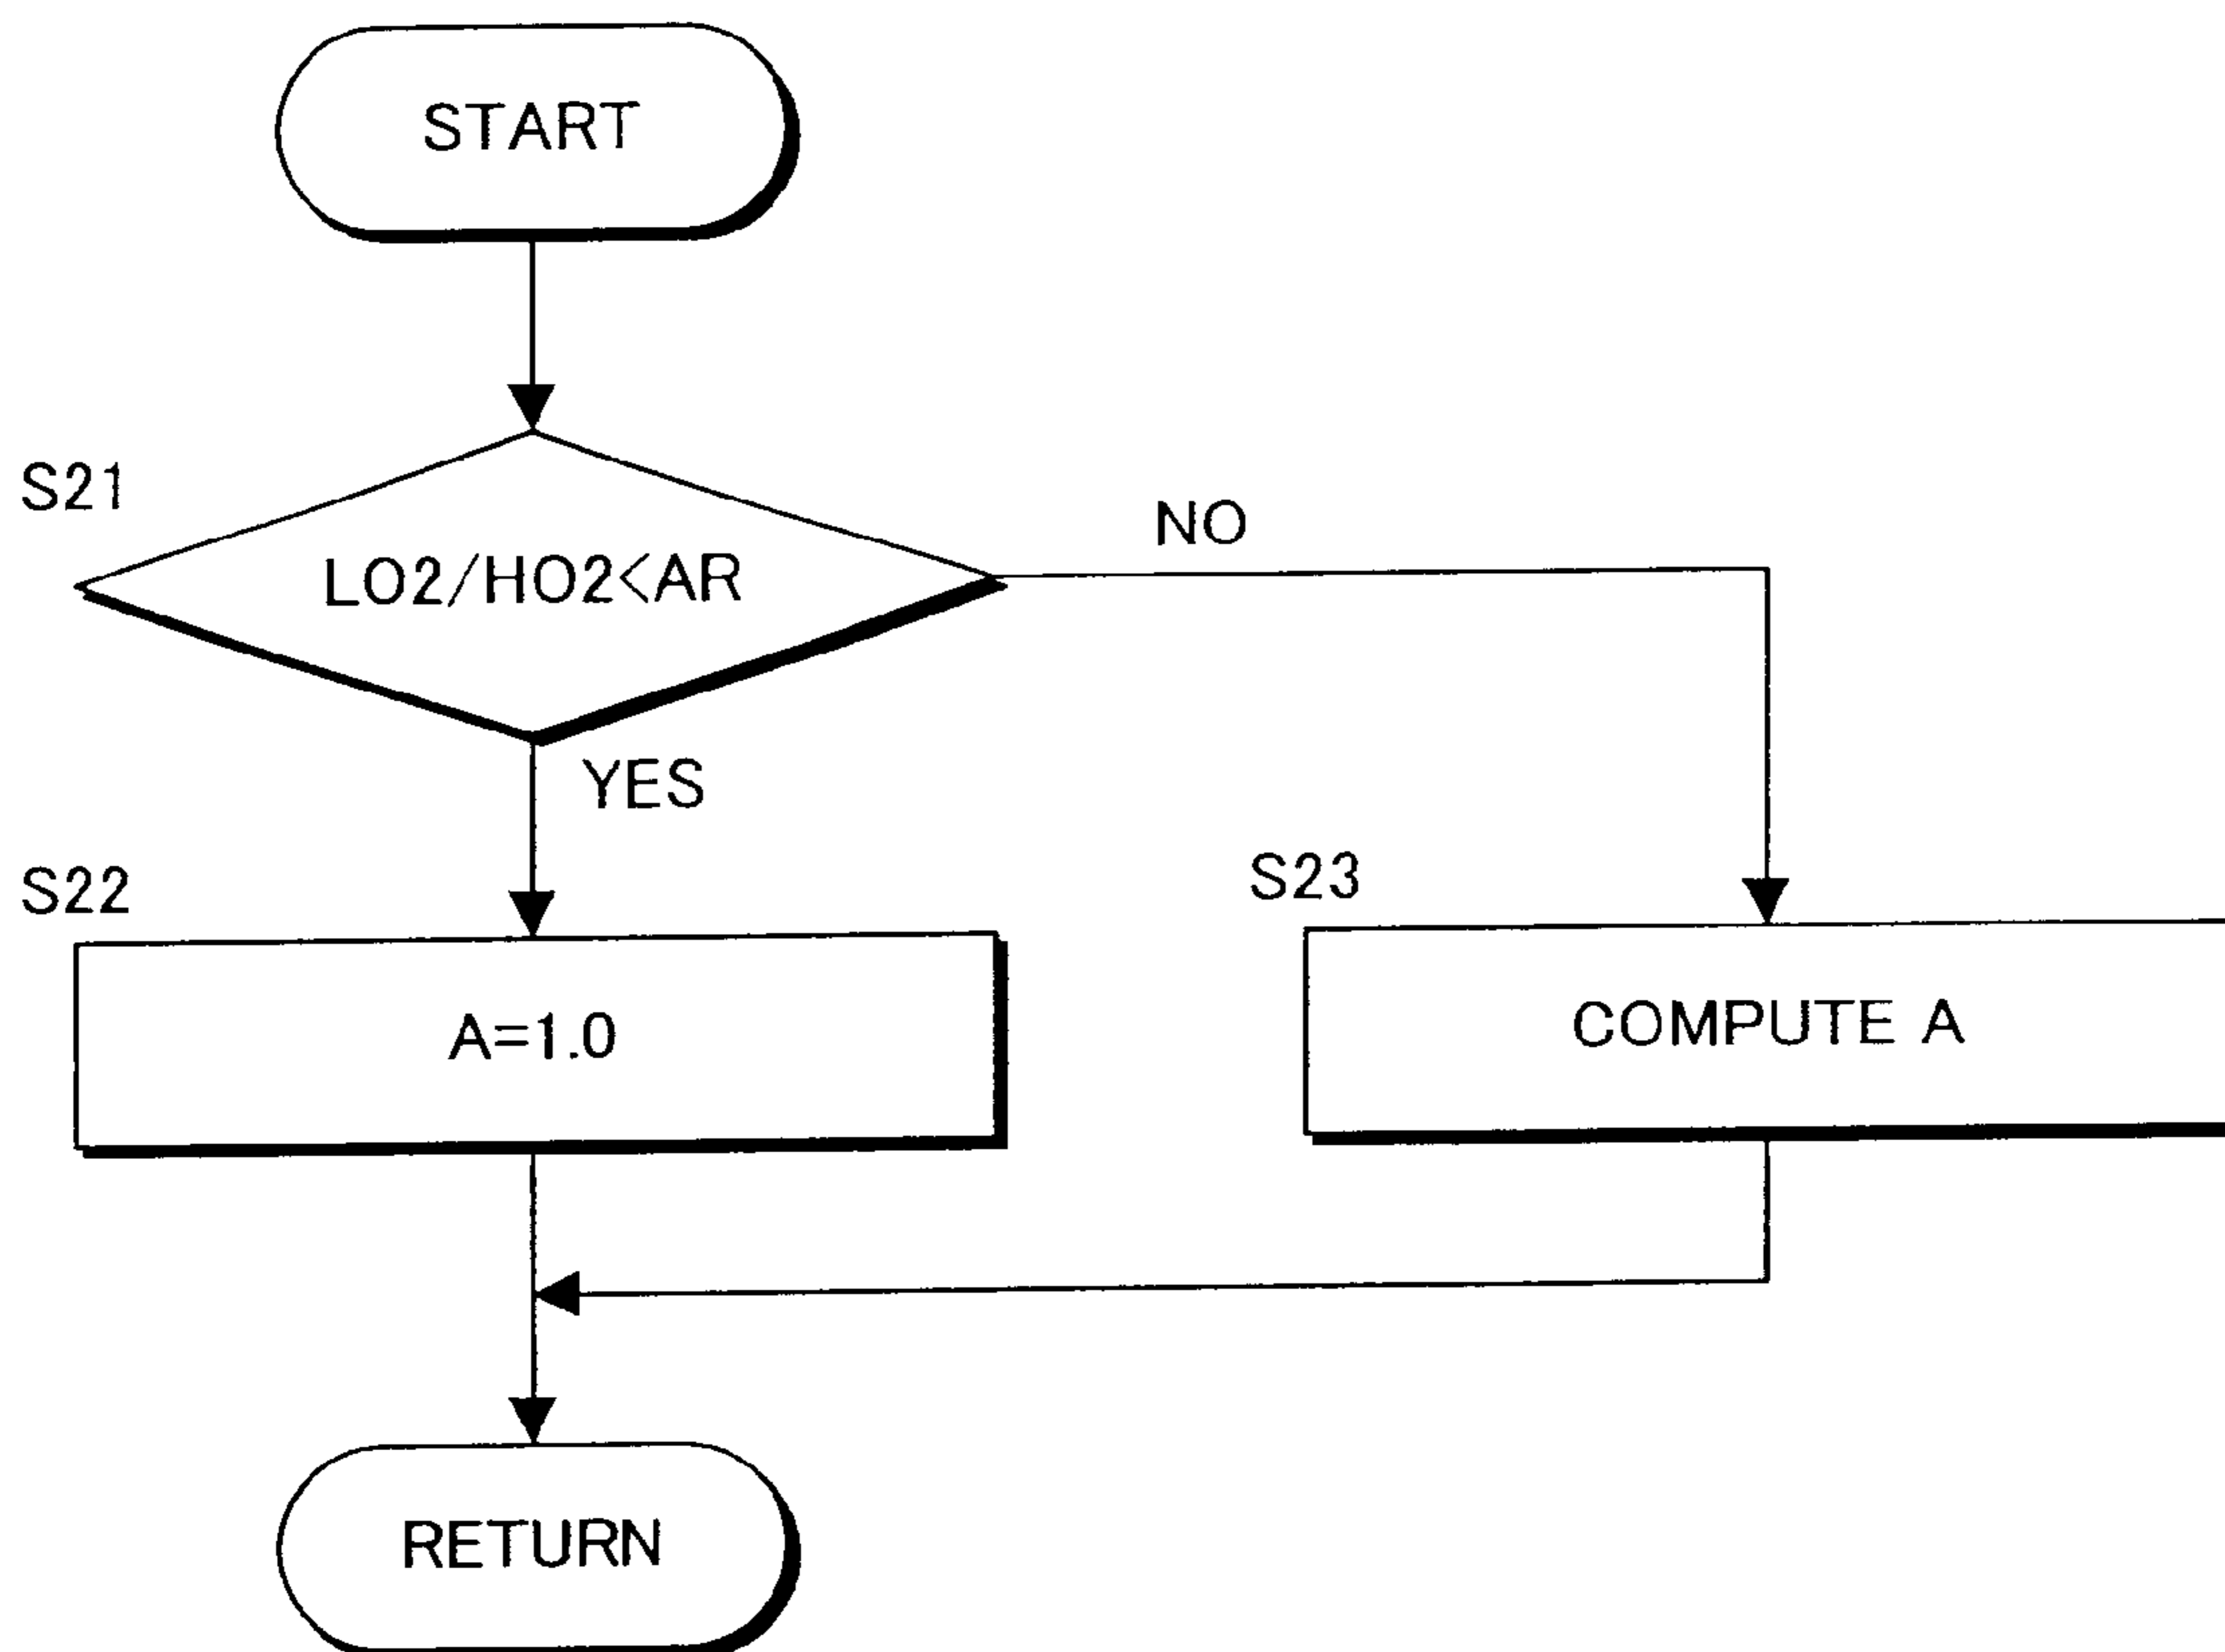 START
S21
LO2/HO2<AR
NO
YES
S22
A=1.0
S23
COMPUTE A
RETURN